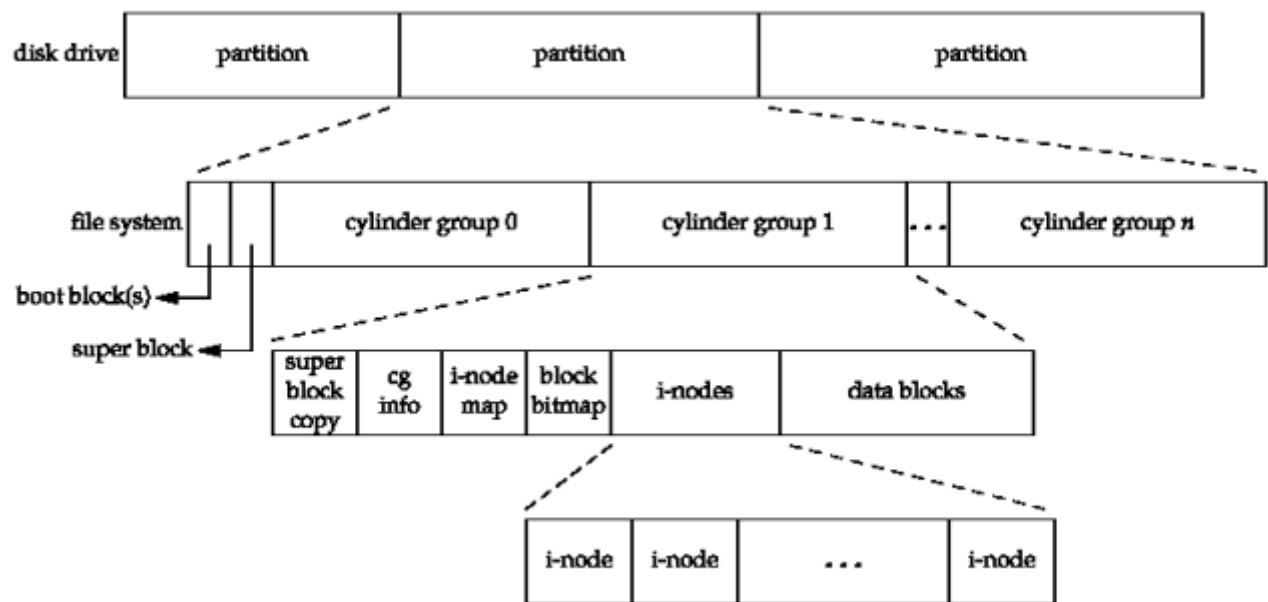 disk drive
partition
partition
partition
file system
cylinder group 0
cylinder group 1
...
cylinder group n
boot block(s)
super block
super
block
copy
cg
info
i-node
map
block
bitmap
i-nodes
data blocks
i-node
i-node
...
i-node